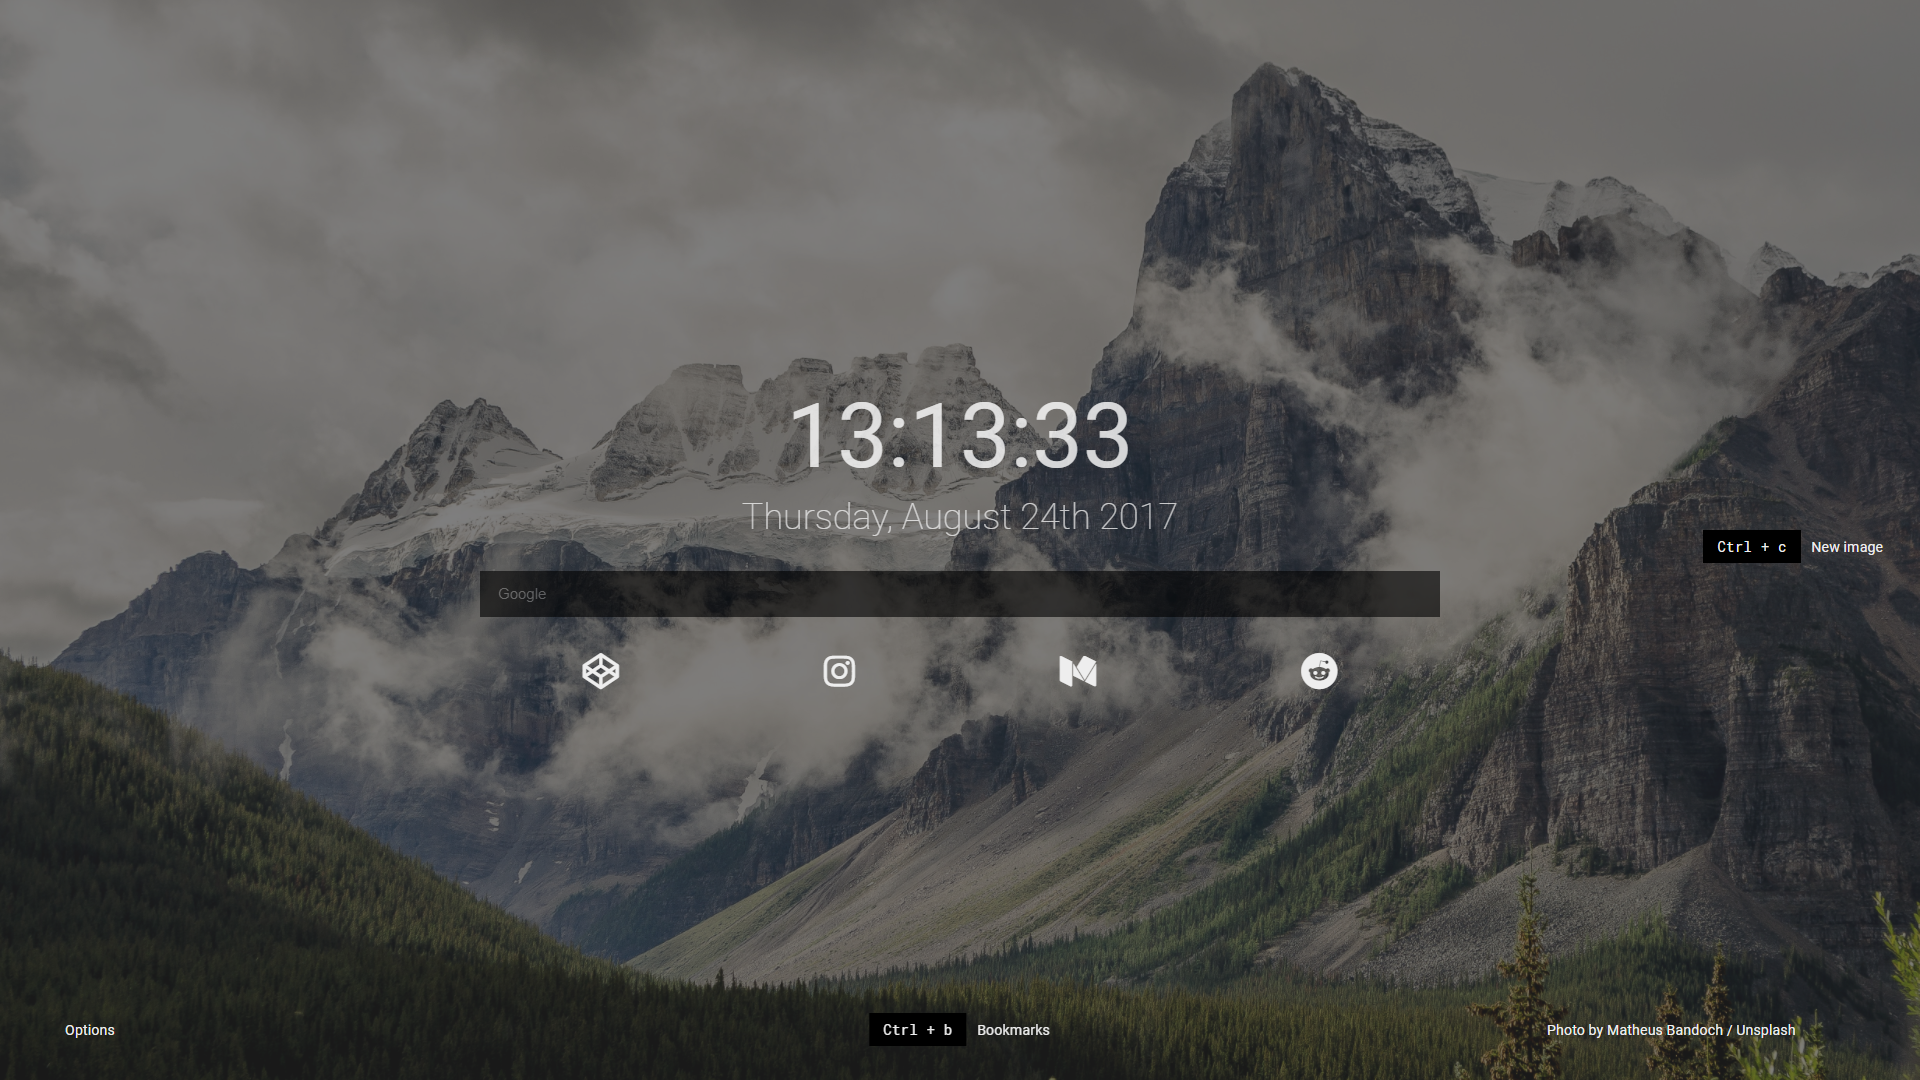 13:13:33
Thursday, August 24th 2017
Ctrl + c New image
Google
Options
Ctrl + b Bookmarks
Photo by Matheus Bandoch / Unsplash